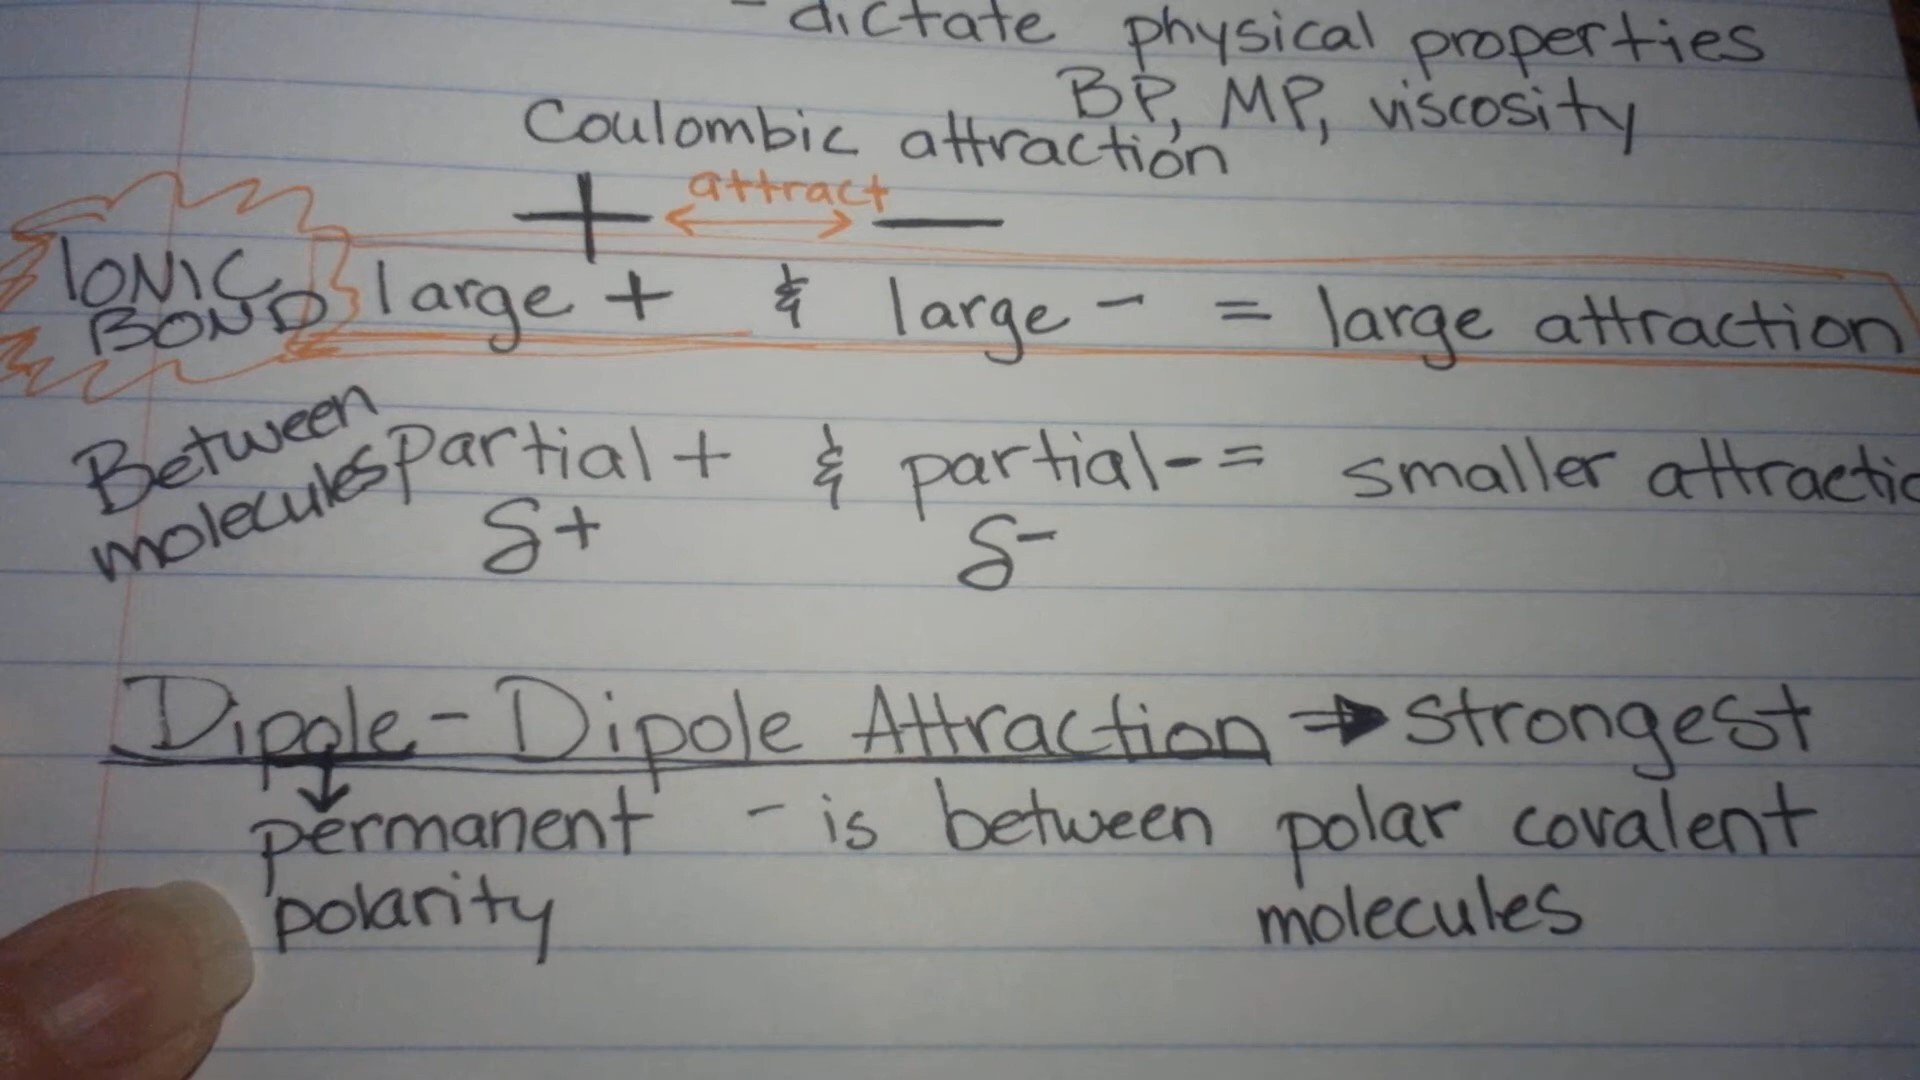 - dictate physical properties
BP, MP, viscosity
Coulombic attraction
+ attract −
IONIC
BOND
large + & large − = large attraction
Between
molecules
partial + & partial − = smaller attractio
δ+ δ−
Dipole - Dipole Attraction → strongest
permanent - is between polar covalent
polarity molecules